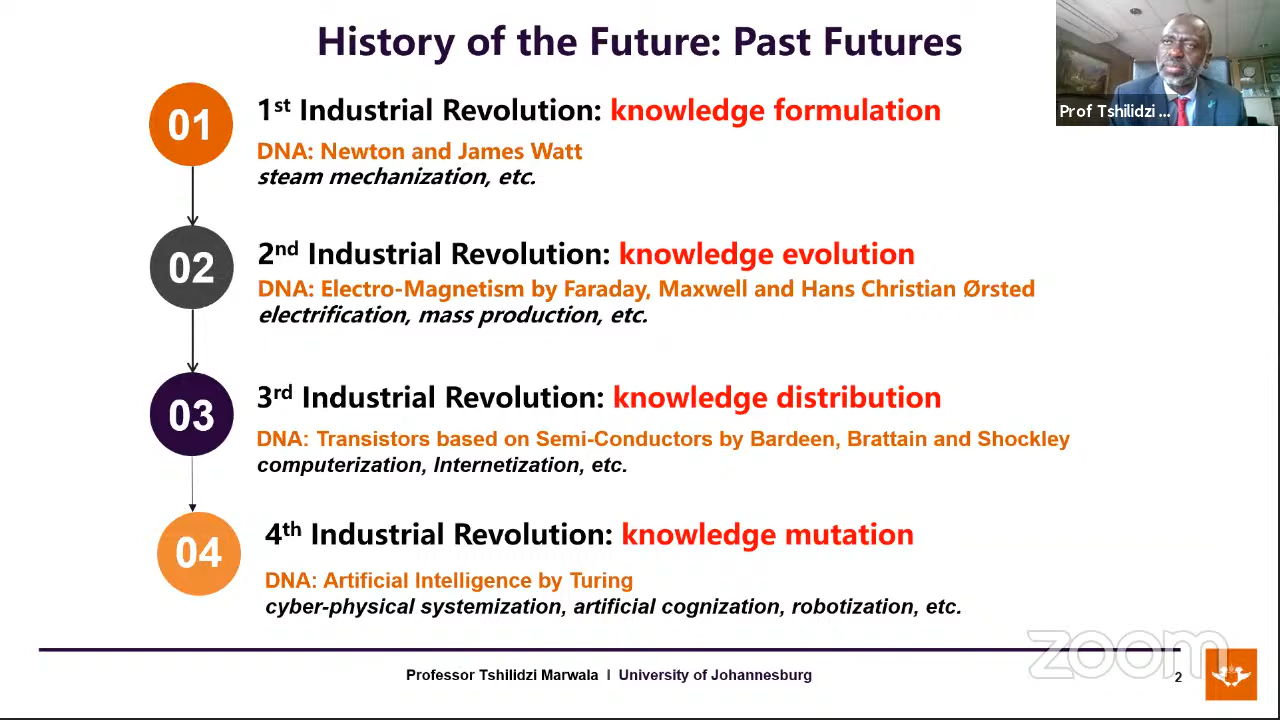 History of the Future: Past Futures
Prof Tshilidzi ...
01
1st Industrial Revolution: knowledge formulation
DNA: Newton and James Watt
steam mechanization, etc.
02
2nd Industrial Revolution: knowledge evolution
DNA: Electro-Magnetism by Faraday, Maxwell and Hans Christian Ørsted
electrification, mass production, etc.
03
3rd Industrial Revolution: knowledge distribution
DNA: Transistors based on Semi-Conductors by Bardeen, Brattain and Shockley
computerization, Internetization, etc.
04
4th Industrial Revolution: knowledge mutation
DNA: Artificial Intelligence by Turing
cyber-physical systemization, artificial cognization, robotization, etc.
zoom
Professor Tshilidzi Marwala | University of Johannesburg
2